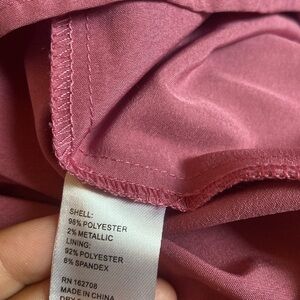 SHELL:
98% POLYESTER
2% METALLIC
LINING:
92% POLYESTER
8% SPANDEX
RN 162708
MADE IN CHINA